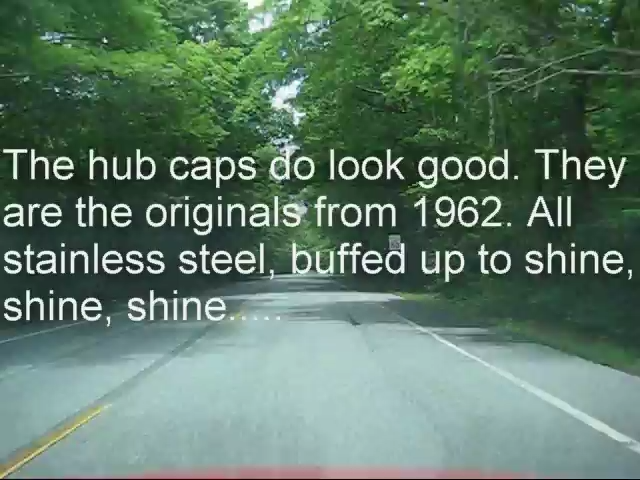 The hub caps do look good. They
are the originals from 1962. All
stainless steel, buffed up to shine,
shine, shine.....